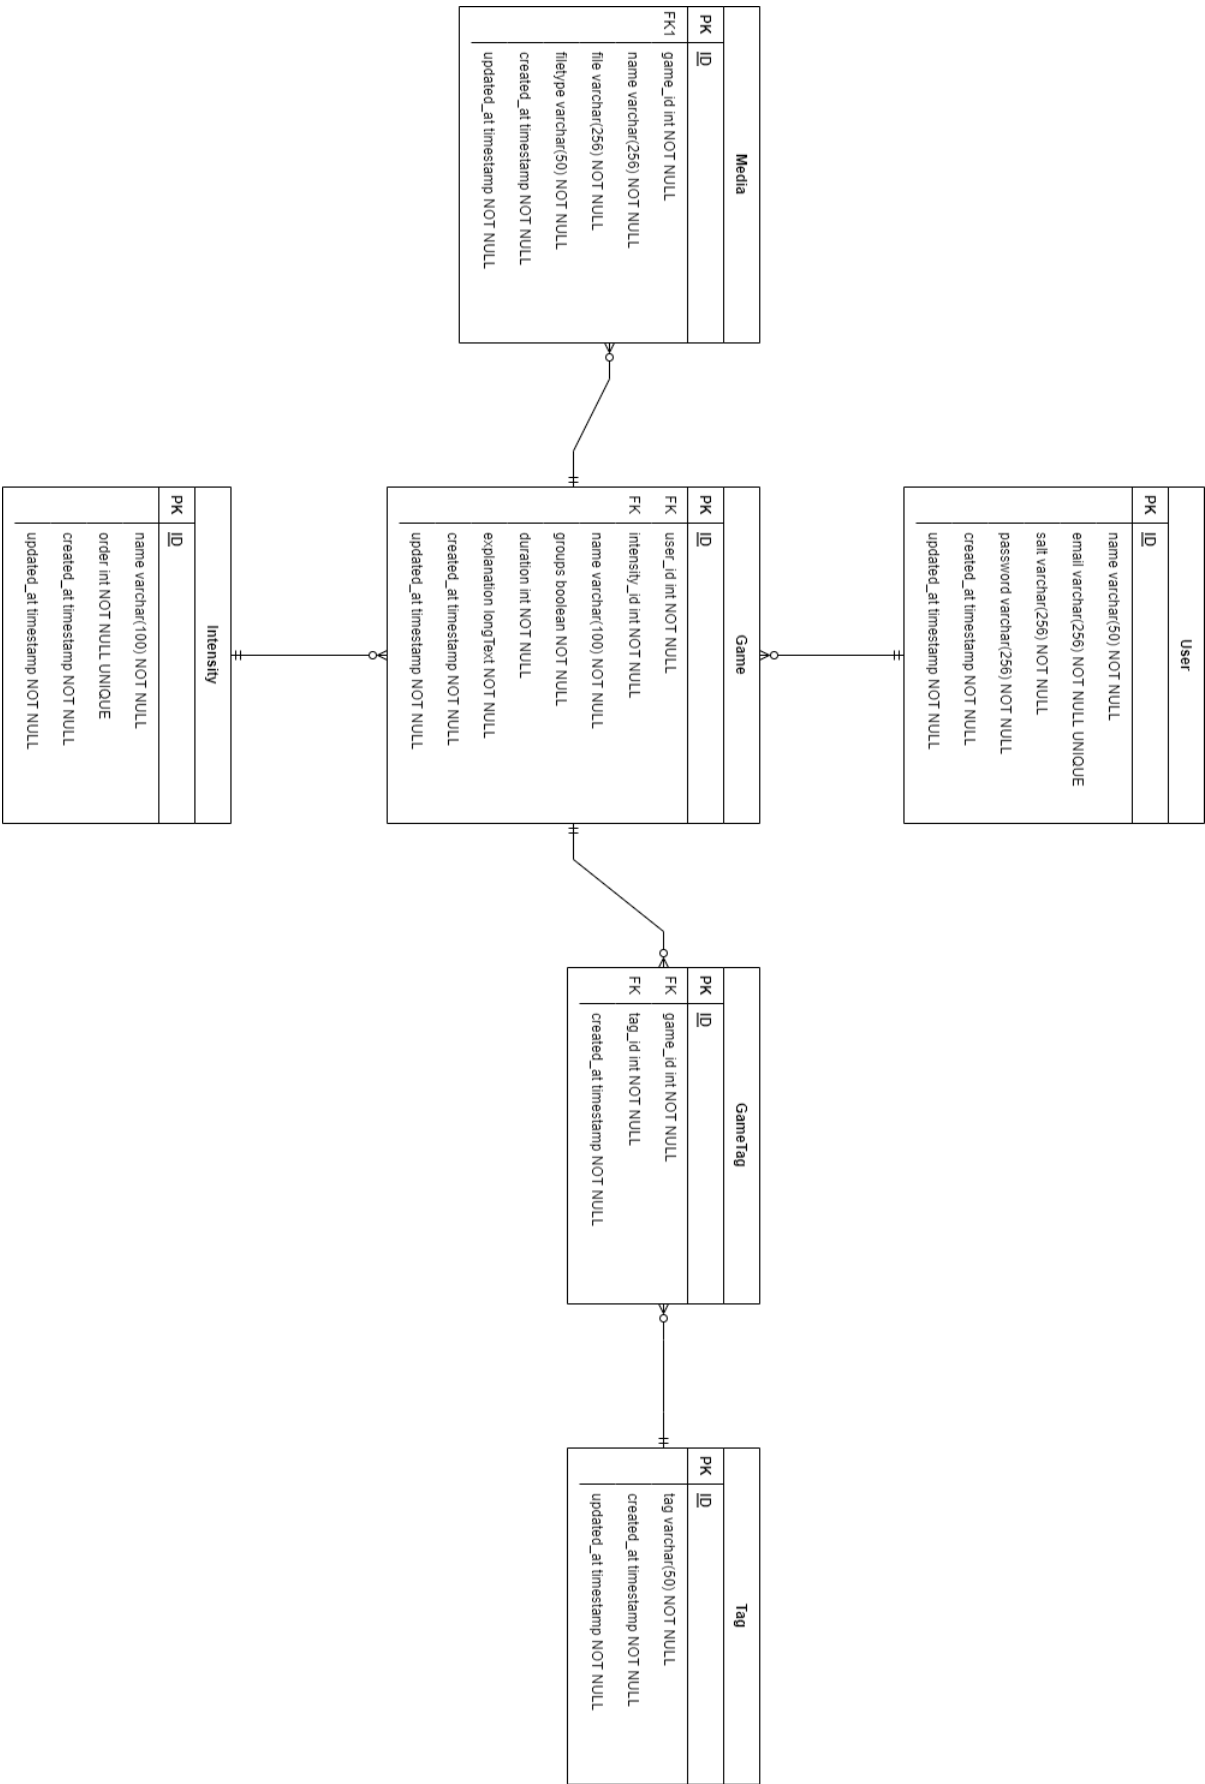 User
PK ID
name varchar(50) NOT NULL
email varchar(256) NOT NULL UNIQUE
salt varchar(256) NOT NULL
password varchar(256) NOT NULL
created_at timestamp NOT NULL
updated_at timestamp NOT NULL
Media
PK ID
FK1 game_id int NOT NULL
name varchar(256) NOT NULL
file varchar(256) NOT NULL
filetype varchar(50) NOT NULL
created_at timestamp NOT NULL
updated_at timestamp NOT NULL
Game
PK ID
FK user_id int NOT NULL
FK intensity_id int NOT NULL
name varchar(100) NOT NULL
groups boolean NOT NULL
duration int NOT NULL
explanation longText NOT NULL
created_at timestamp NOT NULL
updated_at timestamp NOT NULL
GameTag
PK ID
FK game_id int NOT NULL
FK tag_id int NOT NULL
created_at timestamp NOT NULL
Tag
PK ID
tag varchar(50) NOT NULL
created_at timestamp NOT NULL
updated_at timestamp NOT NULL
Intensity
PK ID
name varchar(100) NOT NULL
order int NOT NULL UNIQUE
created_at timestamp NOT NULL
updated_at timestamp NOT NULL